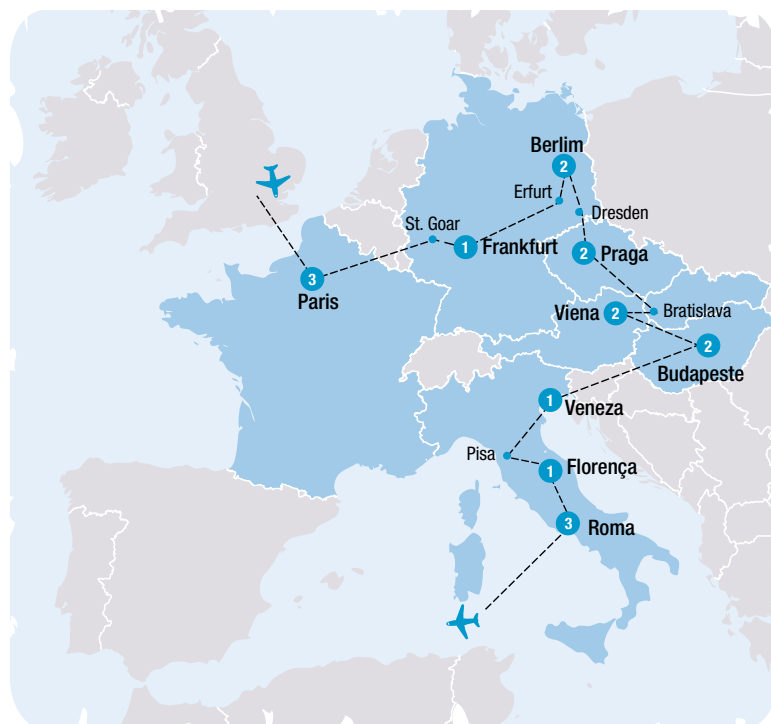 Berlim
2
Erfurt
Dresden
St. Goar
1
Frankfurt
2
Praga
3
Paris
Viena
2
Bratislava
2
Budapeste
1
Veneza
Pisa
1
Florença
3
Roma